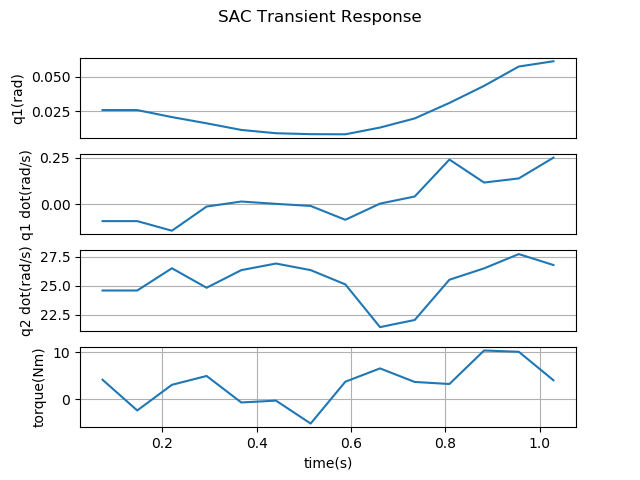 SAC Transient Response
q1(rad)
0.050
0.025
q1 dot(rad/s)
0.25
0.00
q2 dot(rad/s)
27.5
25.0
22.5
torque(Nm)
10
0
0.2 0.4 0.6 0.8 1.0
time(s)